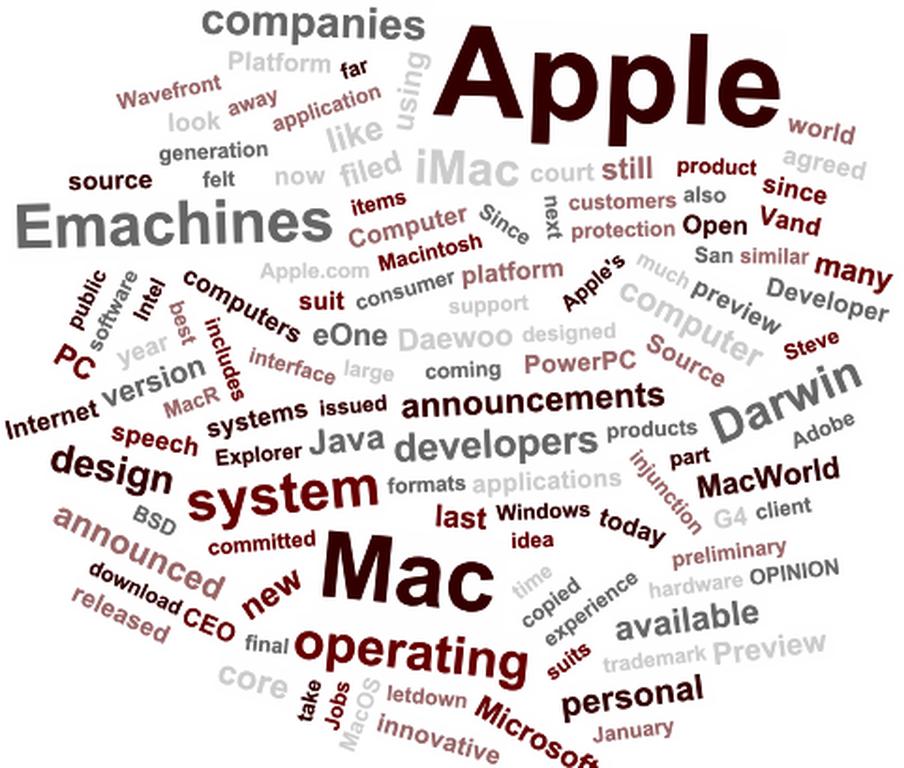 companies
Apple
Platform
far
using
Wavefront
away
application
look
like
world
generation
agreed
source
felt
now
filed
iMac
court
still
product
since
Emachines
items
Computer
Since
next
customers
also
protection
Open
Vand
Macintosh
San
similar
many
Apple.com
platform
public
software
Intel
computers
suit
consumer
support
Apple's
much
preview
Developer
computer
best
includes
eOne
Daewoo
designed
Steve
PC
year
interface
large
coming
PowerPC
Source
version
MacR
Internet
systems
issued
announcements
Darwin
speech
Explorer
Java
developers
products
Adobe
design
part
MacWorld
injunction
system
formats
applications
BSD
last
Windows
today
G4
client
announced
committed
Mac
idea
preliminary
download
new
time
copied
experience
hardware
OPINION
released
CEO
final
operating
available
suits
trademark
Preview
core
take
Jobs
MacOS
letdown
Microsoft
personal
innovative
January